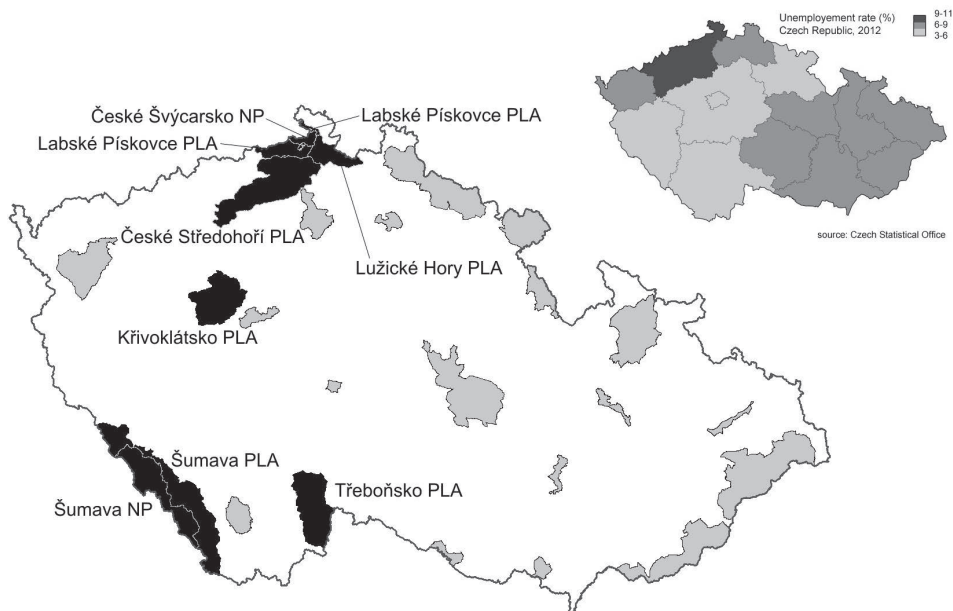 Unemployement rate (%)
Czech Republic, 2012
9-11
6-9
3-6
source: Czech Statistical Office
České Švýcarsko NP
Labské Pískovce PLA
Labské Pískovce PLA
České Středohoří PLA
Lužické Hory PLA
Křivoklátsko PLA
Šumava PLA
Třeboňsko PLA
Šumava NP